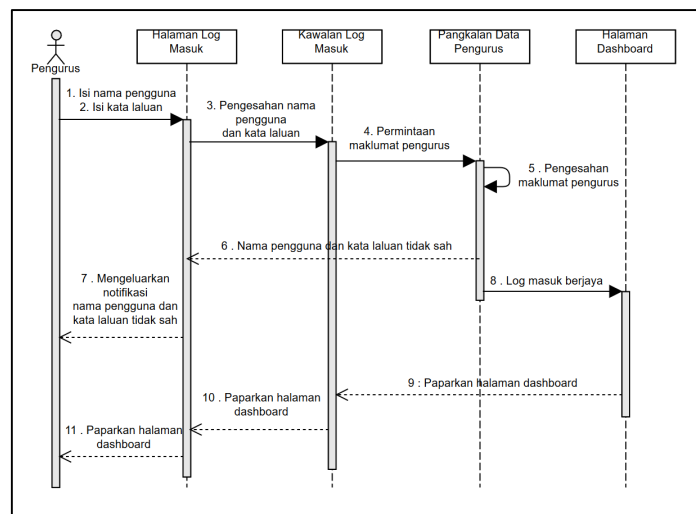 Halaman Log
Masuk
Kawalan Log
Masuk
Pangkalan Data
Pengurus
Halaman
Dashboard
Pengurus
1. Isi nama pengguna
2. Isi kata laluan
3. Pengesahan nama
pengguna
dan kata laluan
4. Permintaan
maklumat pengurus
5 . Pengesahan
maklumat pengurus
6 . Nama pengguna dan kata laluan tidak sah
7 . Mengeluarkan
notifikasi
nama pengguna dan
kata laluan tidak sah
8 . Log masuk berjaya
9 : Paparkan halaman dashboard
10 . Paparkan halaman
dashboard
11 . Paparkan halaman
dashboard